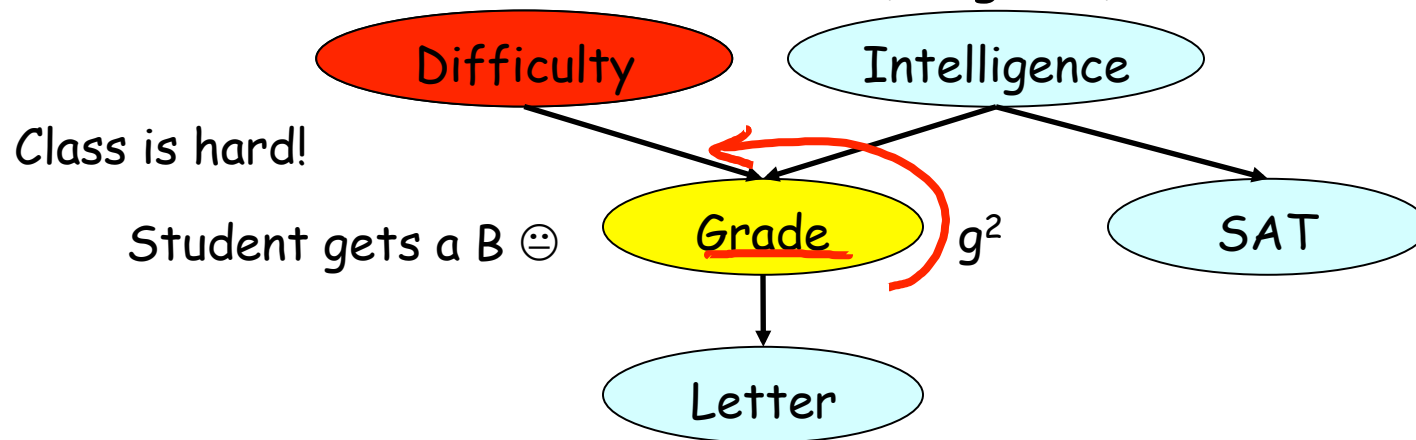 Difficulty
Intelligence
Class is hard!
Student gets a B 😐
Grade
g²
SAT
Letter